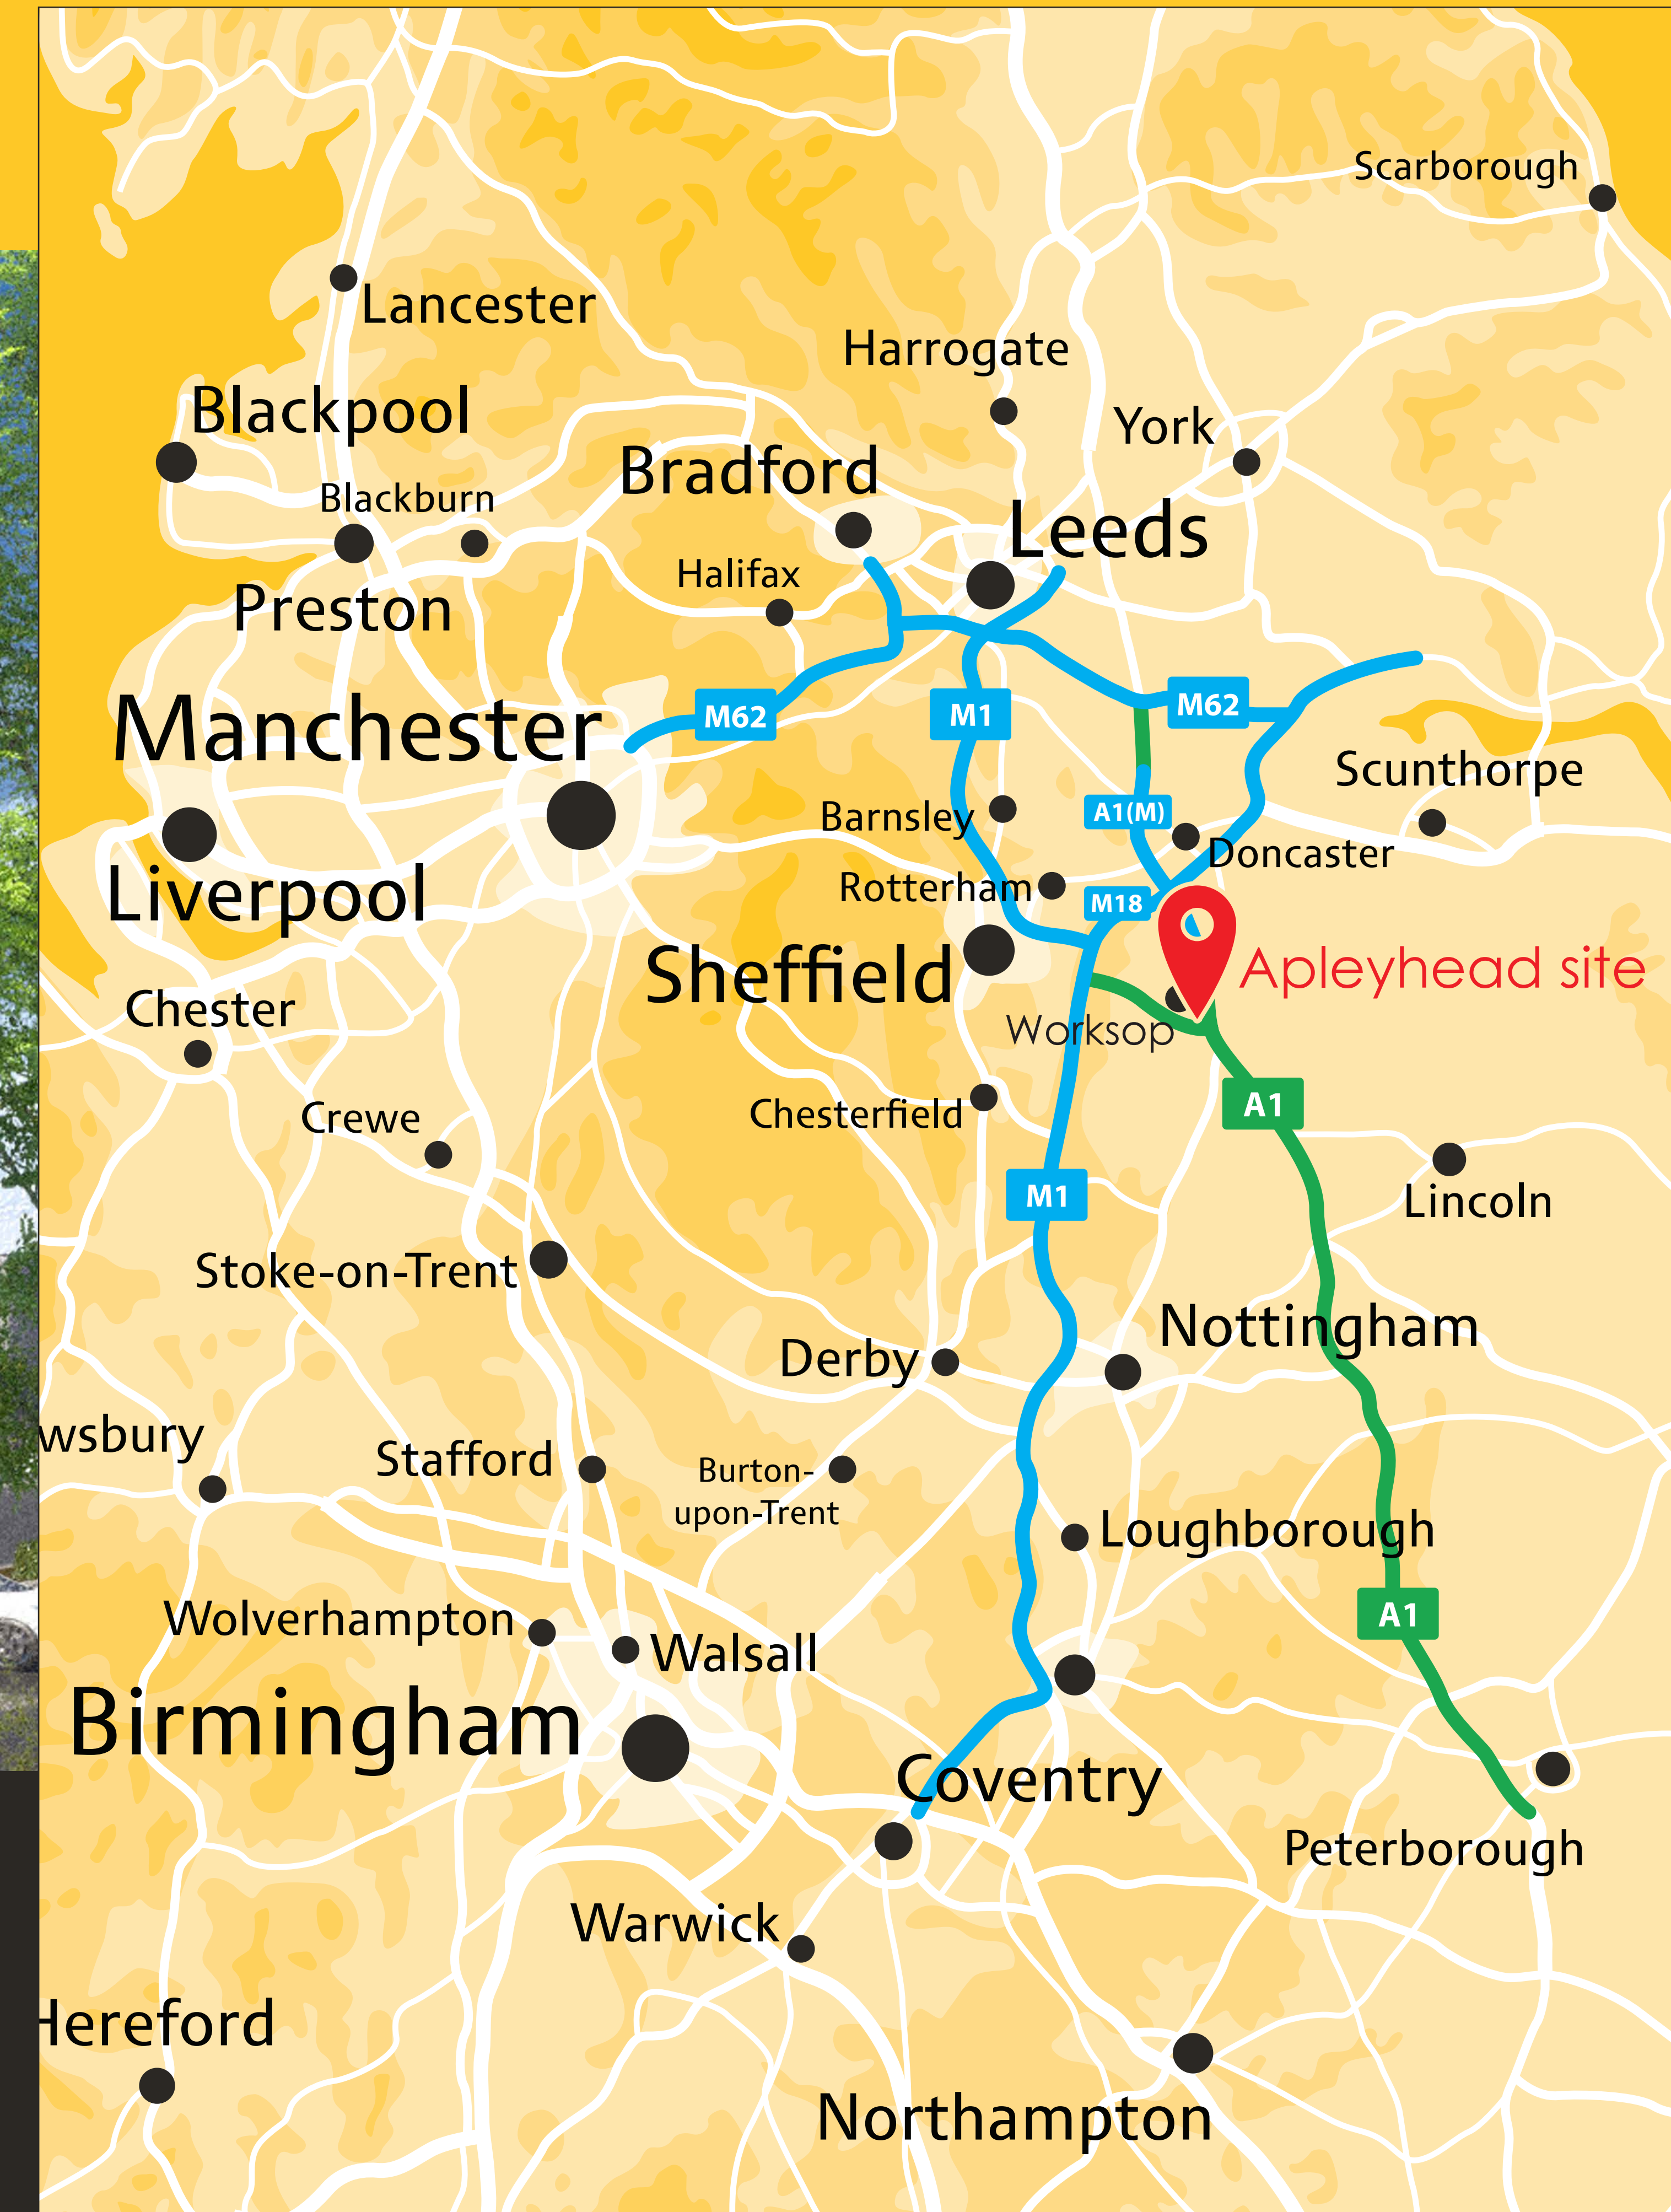 Scarborough
Lancester
Harrogate
Blackpool
York
Bradford
Blackburn
Leeds
Halifax
Preston
M62
M1
M62
Manchester
Scunthorpe
Barnsley
A1(M)
Doncaster
Liverpool
Rotterham
M18
Sheffield
Apleyhead site
Chester
Worksop
Crewe
Chesterfield
A1
M1
Lincoln
Stoke-on-Trent
Nottingham
Derby
wsbury
Stafford
Burton-
upon-Trent
Loughborough
Wolverhampton
A1
Walsall
Birmingham
Coventry
Peterborough
Warwick
Hereford
Northampton